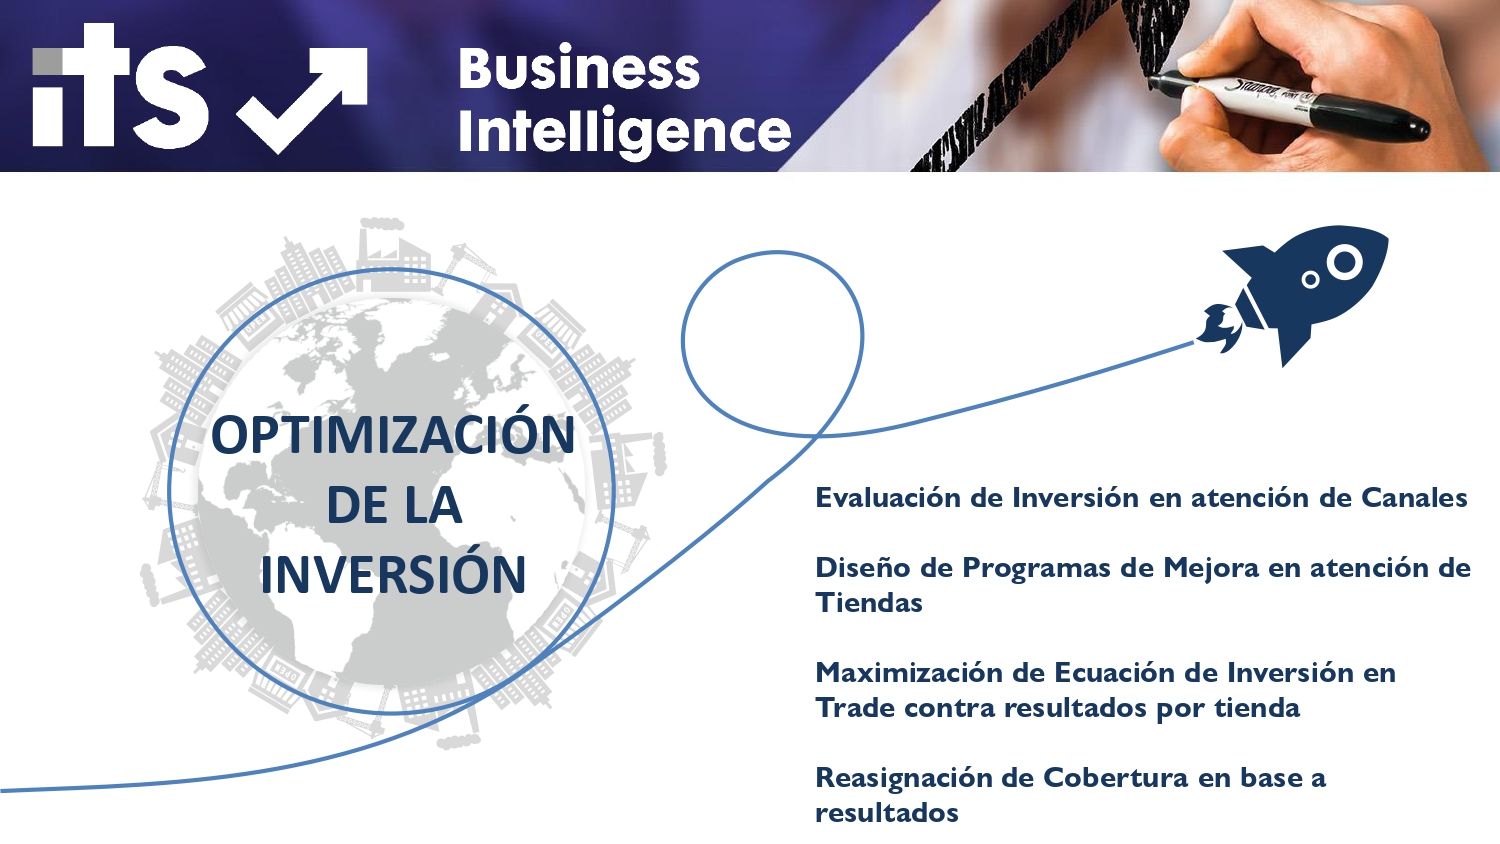 its
Business
Intelligence
OPTIMIZACIÓN
DE LA
INVERSIÓN
Evaluación de Inversión en atención de Canales
Diseño de Programas de Mejora en atención de
Tiendas
Maximización de Ecuación de Inversión en
Trade contra resultados por tienda
Reasignación de Cobertura en base a
resultados